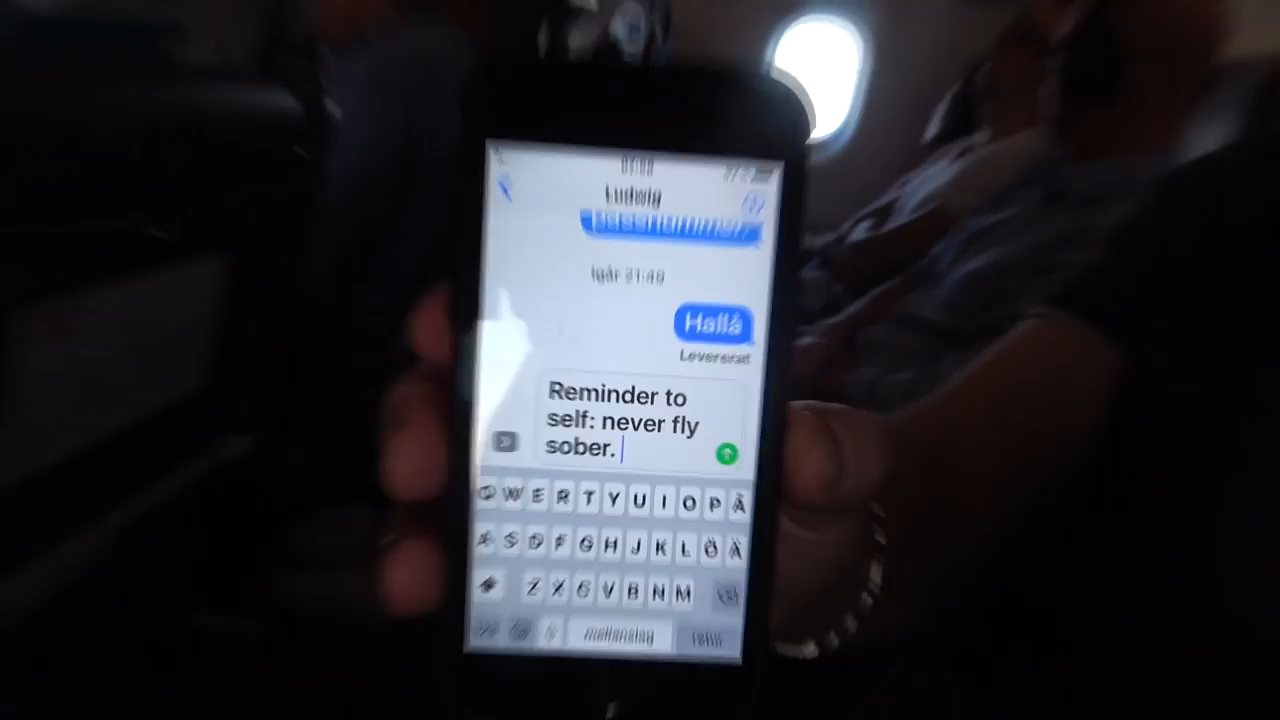 Ludwig
Igår 21:49
Hallå
Levererat
Reminder to
self: never fly
sober.
Q W E R T Y U I O P Å
A S D F G H J K L Ö Ä
Z X C V B N M
mellanslag
retur